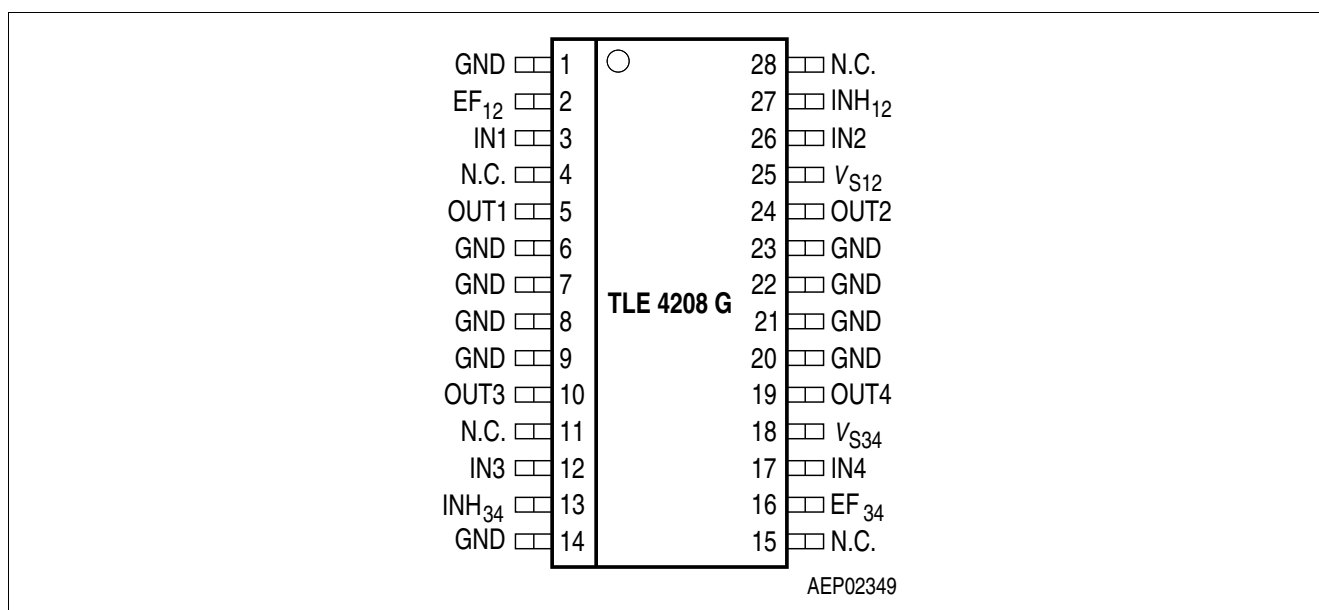 GND 1 28 N.C.
EF12 2 27 INH12
IN1 3 26 IN2
N.C. 4 25 VS12
OUT1 5 24 OUT2
GND 6 23 GND
GND 7 22 GND
TLE 4208 G
GND 8 21 GND
GND 9 20 GND
OUT3 10 19 OUT4
N.C. 11 18 VS34
IN3 12 17 IN4
INH34 13 16 EF34
GND 14 15 N.C.
AEP02349